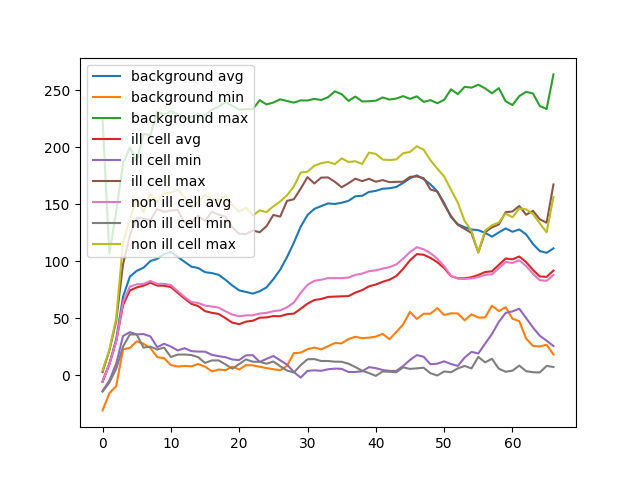 250
200
150
100
50
0
background avg
background min
background max
ill cell avg
ill cell min
ill cell max
non ill cell avg
non ill cell min
non ill cell max
0 10 20 30 40 50 60